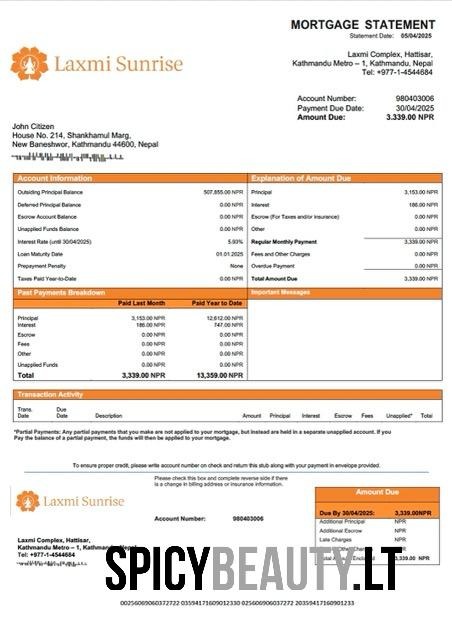 MORTGAGE STATEMENT
Statement Date: 05/04/2025
Laxmi Sunrise
Laxmi Complex, Hattisar,
Kathmandu Metro – 1, Kathmandu, Nepal
Tel: +977-1-4544684
Account Number: 980403006
Payment Due Date: 30/04/2025
Amount Due: 3.339.00 NPR
John Citizen
House No. 214, Shankhamul Marg,
New Baneshwor, Kathmandu 44600, Nepal
Account Information
Outsiding Principal Balance 507,855.00 NPR
Deferred Principal Balance 0.00 NPR
Escrow Account Balance 0.00 NPR
Unapplied Funds Balance 0.00 NPR
Interest Rate (until 30/04/2025) 5.93%
Loan Maturity Date 01.01.2025
Prepayment Penalty None
Taxes Paid Year-to-Date 0.00 NPR
Explanation of Amount Due
Principal 3,153.00 NPR
Interest 186.00 NPR
Escrow (For Taxes and/or Insurance) 0.00 NPR
Other 0.00 NPR
Regular Monthly Payment 3,339.00 NPR
Fees and Other Charges 0.00 NPR
Overdue Payment 0.00 NPR
Total Amount Due 3,339.00 NPR
Past Payments Breakdown
Paid Last Month Paid Year to Date
Principal 3,153.00 NPR 12,612.00 NPR
Interest 186.00 NPR 747.00 NPR
Escrow 0.00 NPR 0.00 NPR
Fees 0.00 NPR 0.00 NPR
Other 0.00 NPR 0.00 NPR
Unapplied Funds 0.00 NPR 0.00 NPR
Total 3,339.00 NPR 13,359.00 NPR
Important Messages
Transaction Activity
Trans. Date Due Date Description Amount Principal Interest Escrow Fees Unapplied* Total
*Partial Payments: Any partial payments that you make are not applied to your mortgage, but instead are held in a separate unapplied account. If you
Pay the balance of a partial payment, the funds will then be applied to your mortgage.
To ensure proper credit, please write account number on check and return this stub along with your payment in envelope provided.
Please check this box and complete reverse side if there
is a change in billing address or insurance information.
Laxmi Sunrise
Account Number: 980403006
Laxmi Complex, Hattisar,
Kathmandu Metro – 1, Kathmandu, Nepal
Tel: +977-1-4544684
Amount Due
Due By 30/04/2025: 3,339.00NPR
Additional Principal NPR
Additional Escrow NPR
Late Charges NPR
NPR
NPR
SPICYBEAUTY.LT
00256069060372722 03594171609012330 0256069060372272 20359417160901233